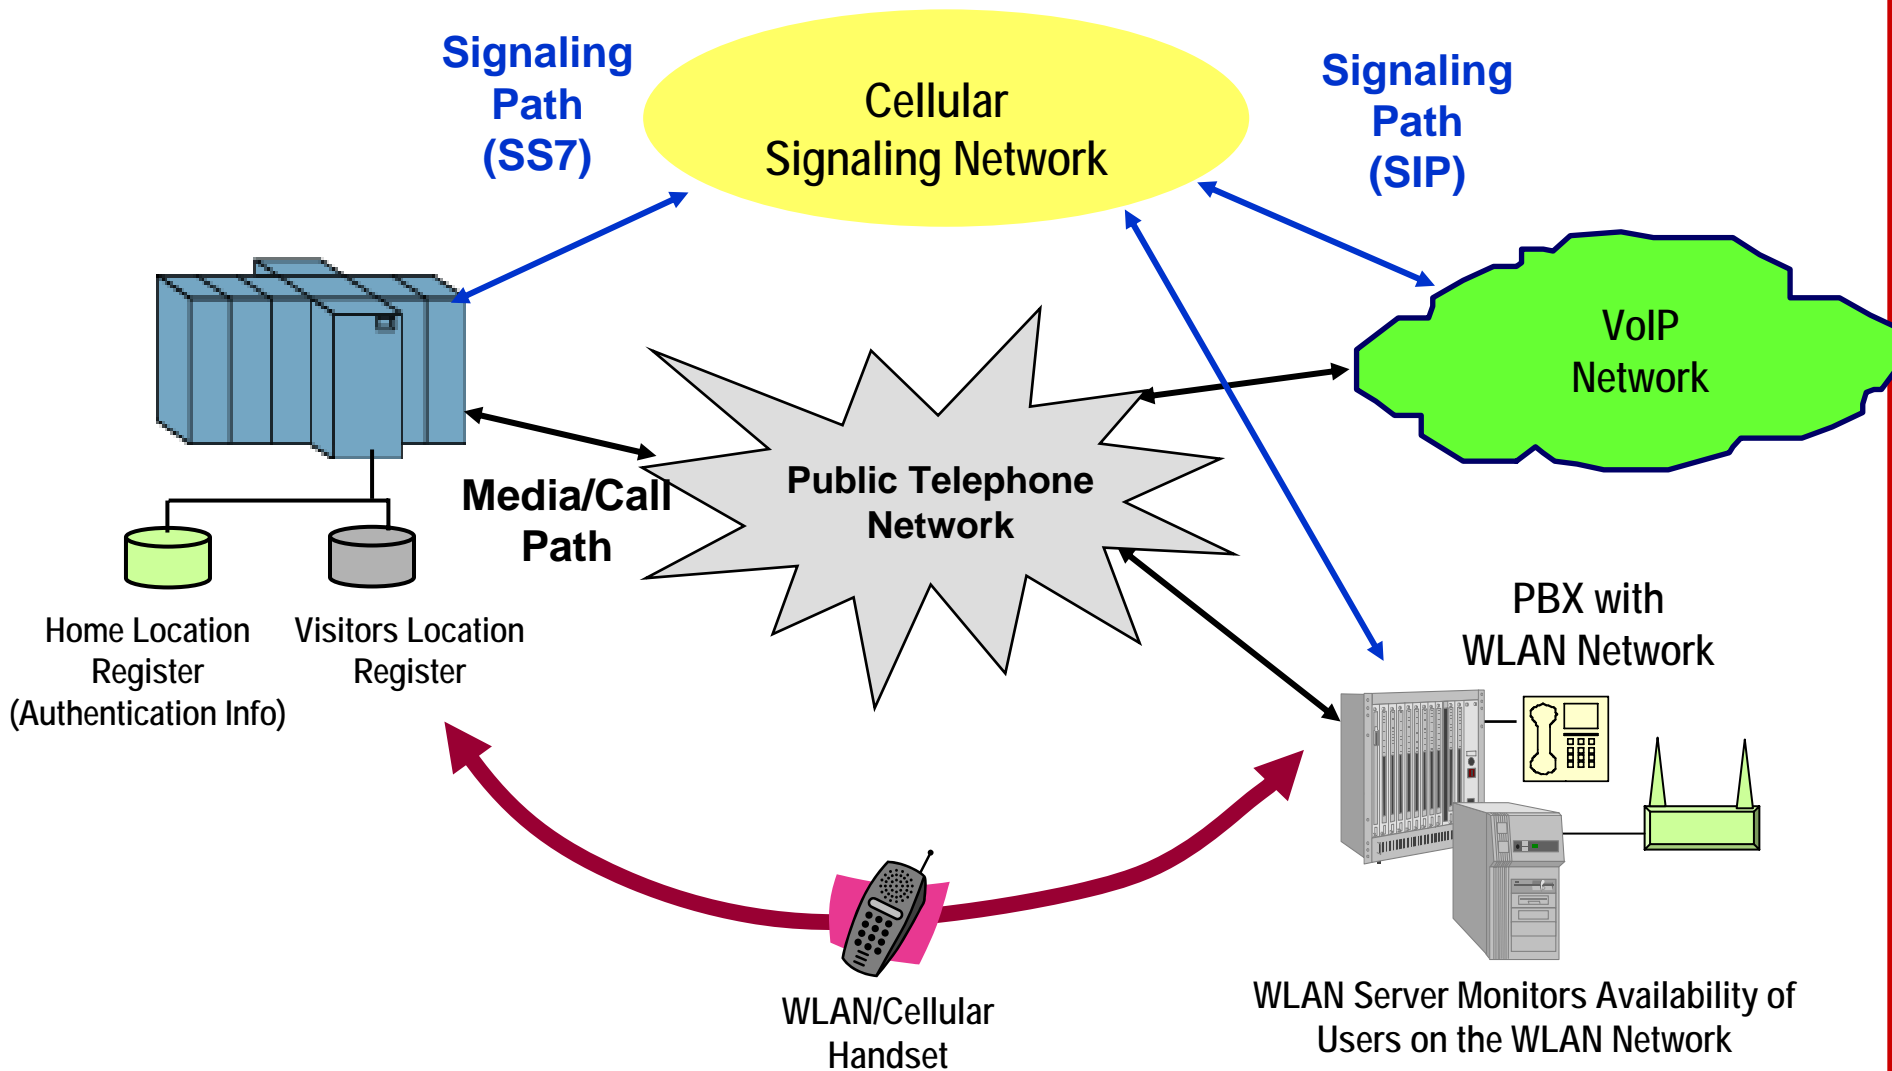 Signaling
Path
(SS7)
Cellular
Signaling Network
Signaling
Path
(SIP)
VoIP
Network
Public Telephone
Network
Media/Call
Path
Home Location
Register
(Authentication Info)
Visitors Location
Register
PBX with
WLAN Network
WLAN/Cellular
Handset
WLAN Server Monitors Availability of
Users on the WLAN Network